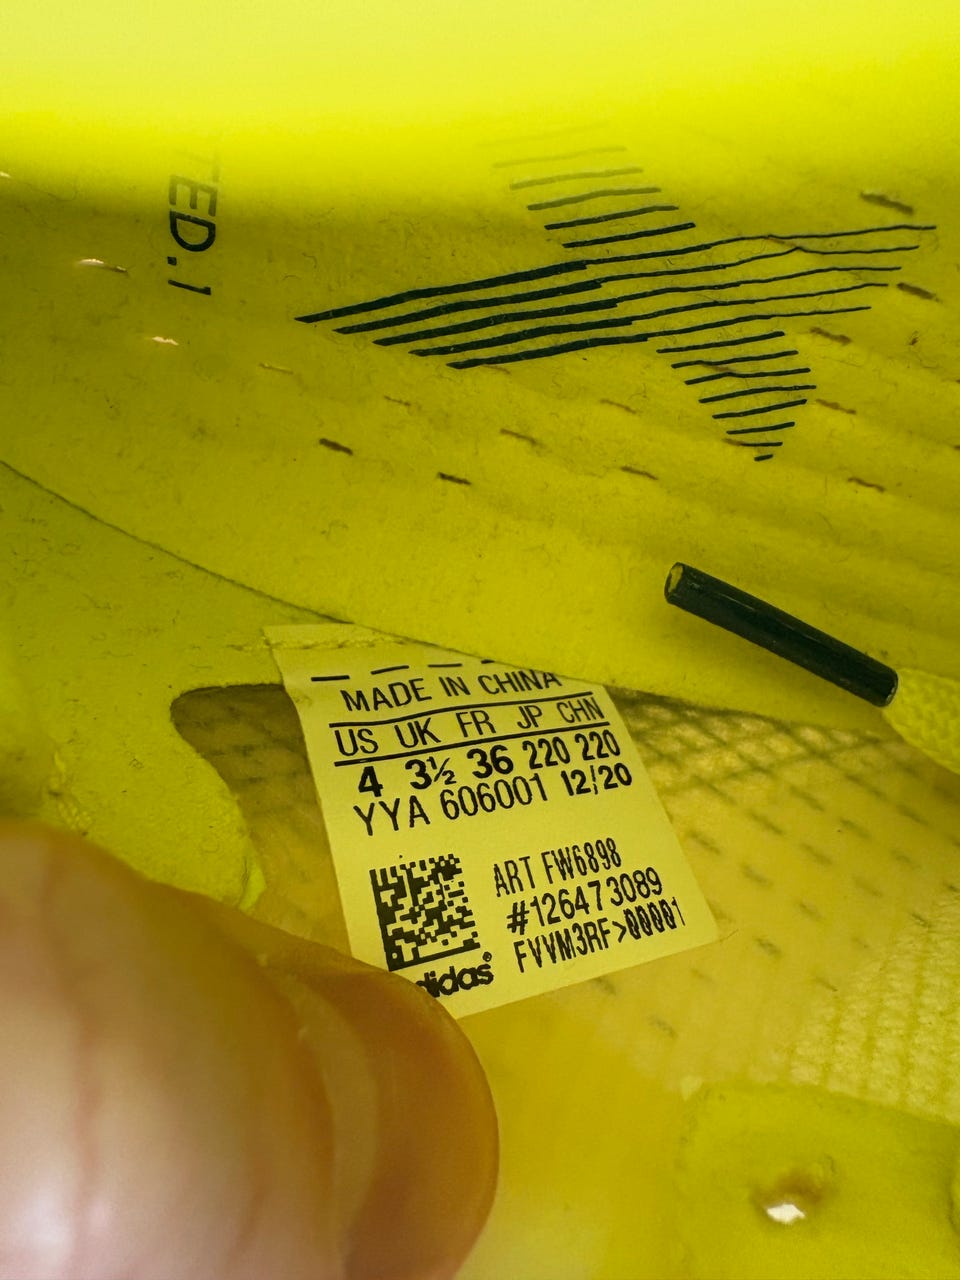 TED.1
MADE IN CHINA
US UK FR JP CHN
4 3½ 36 220 220
YYA 606001 12/20
ART FW6898
#126473089
FVVM3RF>00001
adidas®